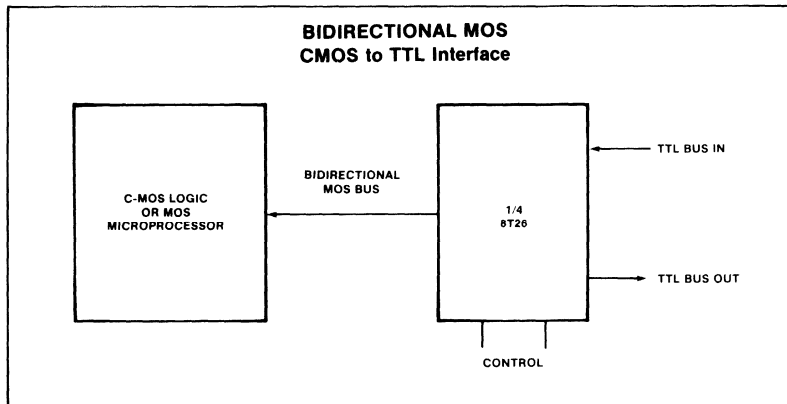 BIDIRECTIONAL MOS
CMOS to TTL Interface
C-MOS LOGIC
OR MOS
MICROPROCESSOR
BIDIRECTIONAL
MOS BUS
1/4
8T26
TTL BUS IN
TTL BUS OUT
CONTROL